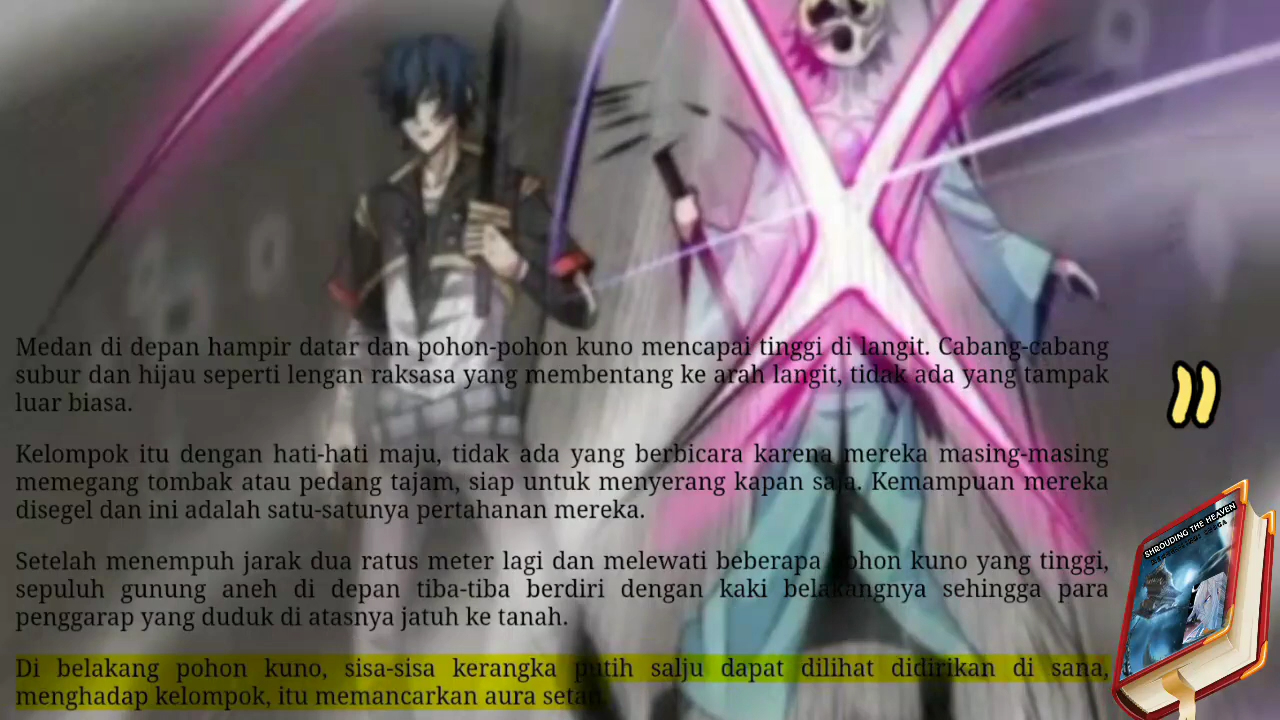 Medan di depan hampir datar dan pohon-pohon kuno mencapai tinggi di langit. Cabang-cabang
subur dan hijau seperti lengan raksasa yang membentang ke arah langit, tidak ada yang tampak
luar biasa.
Kelompok itu dengan hati-hati maju, tidak ada yang berbicara karena mereka masing-masing
memegang tombak atau pedang tajam, siap untuk menyerang kapan saja. Kemampuan mereka
disegel dan ini adalah satu-satunya pertahanan mereka.
Setelah menempuh jarak dua ratus meter lagi dan melewati beberapa pohon kuno yang tinggi,
sepuluh gunung aneh di depan tiba-tiba berdiri dengan kaki belakangnya sehingga para
penggarap yang duduk di atasnya jatuh ke tanah.
Di belakang pohon kuno, sisa-sisa kerangka putih salju dapat dilihat didirikan di sana,
menghadap kelompok, itu memancarkan aura setan.
SHROUDING THE HEAVEN